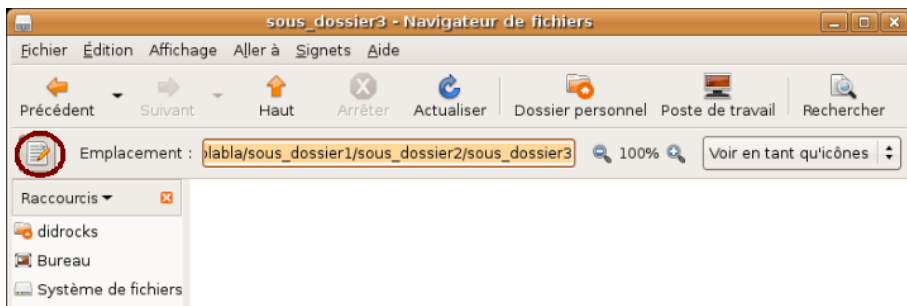 sous_dossier3 - Navigateur de fichiers
Fichier Édition Affichage Aller à Signets Aide
Précédent Suivant Haut Arrêter Actualiser Dossier personnel Poste de travail Rechercher
Emplacement : labla/sous_dossier1/sous_dossier2/sous_dossier3 100% Voir en tant qu'icônes
Raccourcis
didrocks
Bureau
Système de fichiers